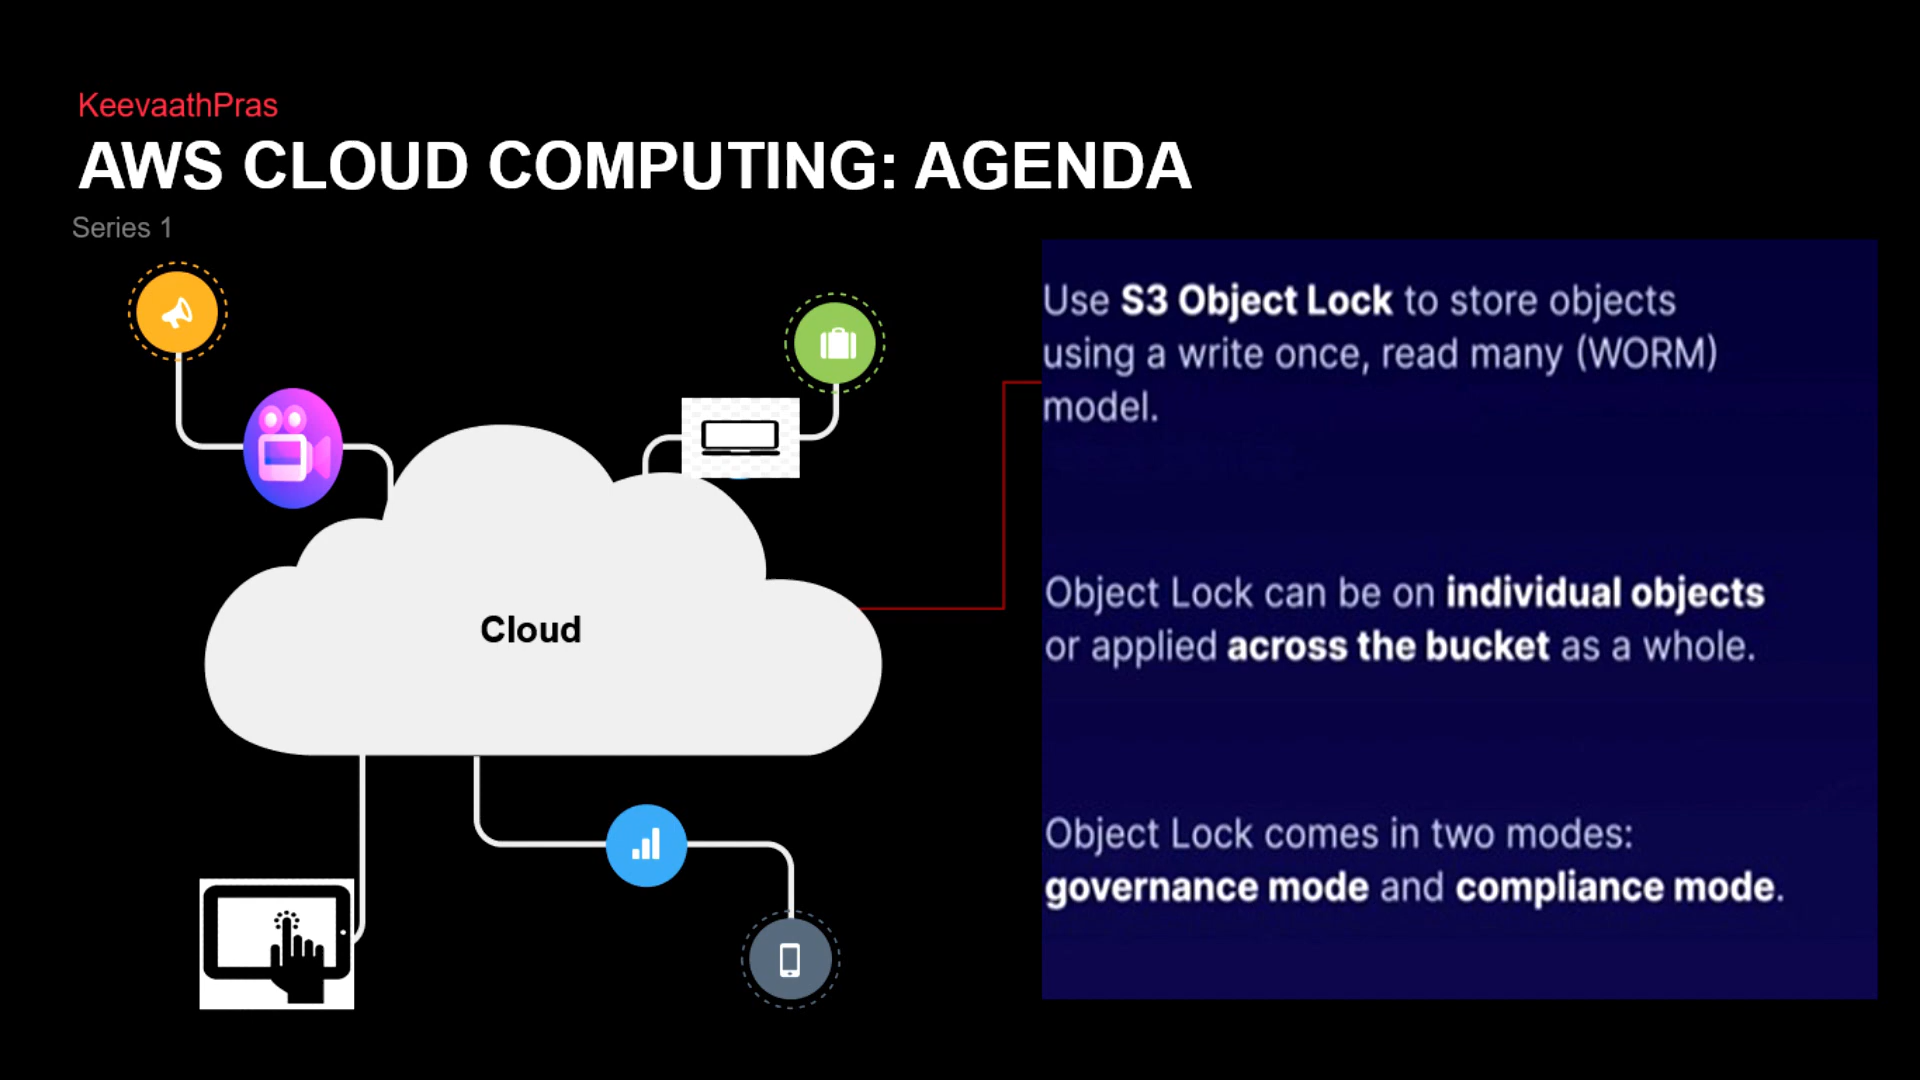 KeevaathPras
AWS CLOUD COMPUTING: AGENDA
Series 1
Cloud
Use S3 Object Lock to store objects
using a write once, read many (WORM)
model.
Object Lock can be on individual objects
or applied across the bucket as a whole.
Object Lock comes in two modes:
governance mode and compliance mode.